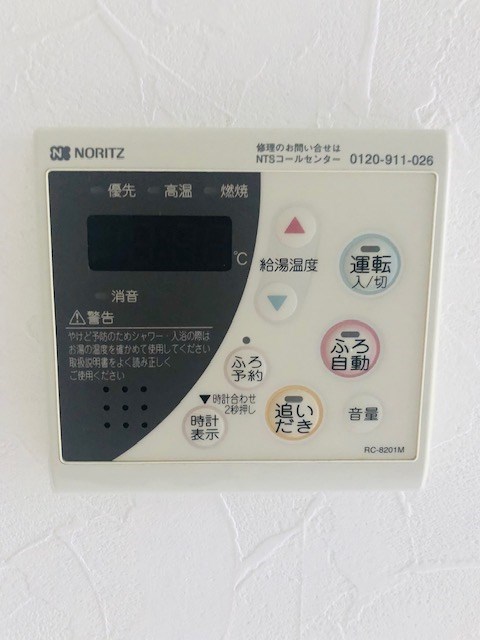 NORITZ
修理のお問い合せは
NTSコールセンター 0120-911-026
優先 高温 燃焼
℃
給湯温度
運転
入/切
消音
⚠警告
やけど予防のためシャワー・入浴の際は
お湯の温度を確かめて使用してください
取扱説明書をよく読み正しく
ご使用ください
ふろ
自動
ふろ
予約
▼時計合わせ
2秒押し
時計
表示
追い
だき
音量
RC-8201M